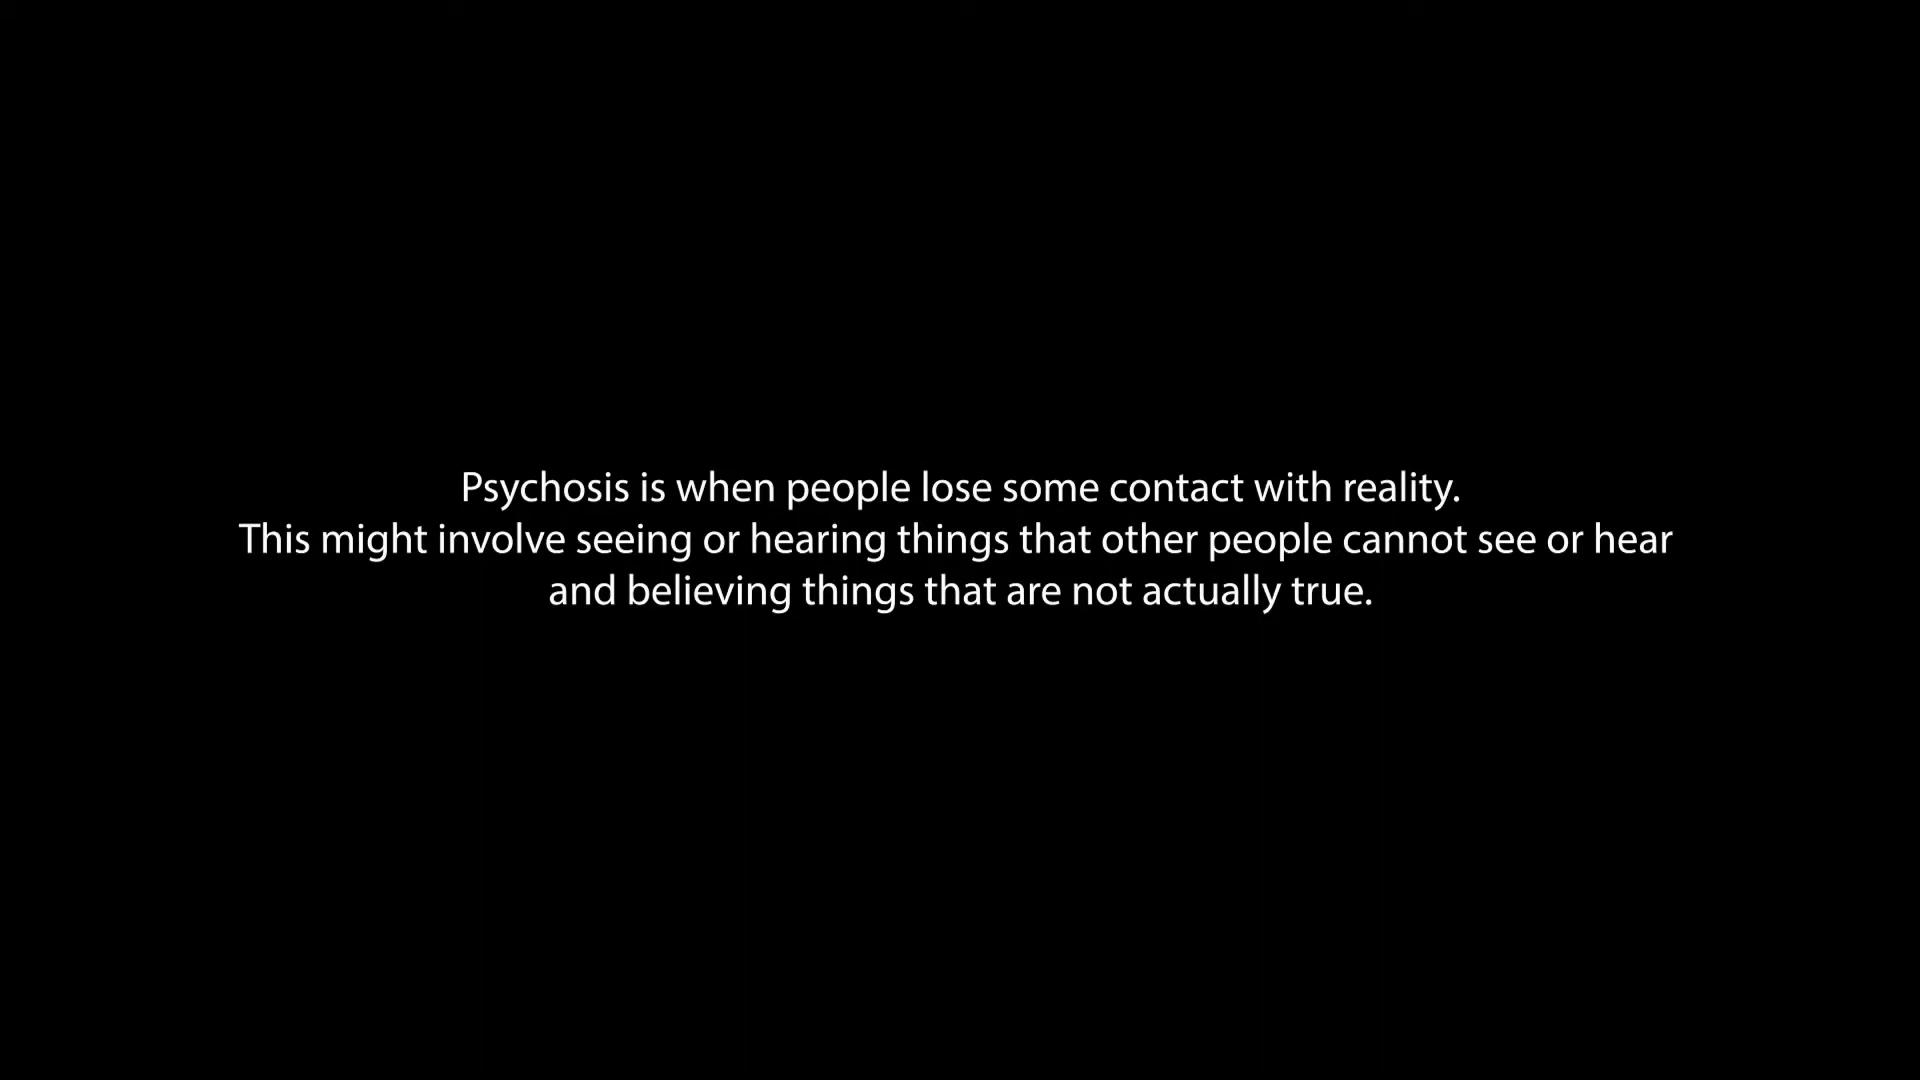 Psychosis is when people lose some contact with reality.
This might involve seeing or hearing things that other people cannot see or hear
and believing things that are not actually true.